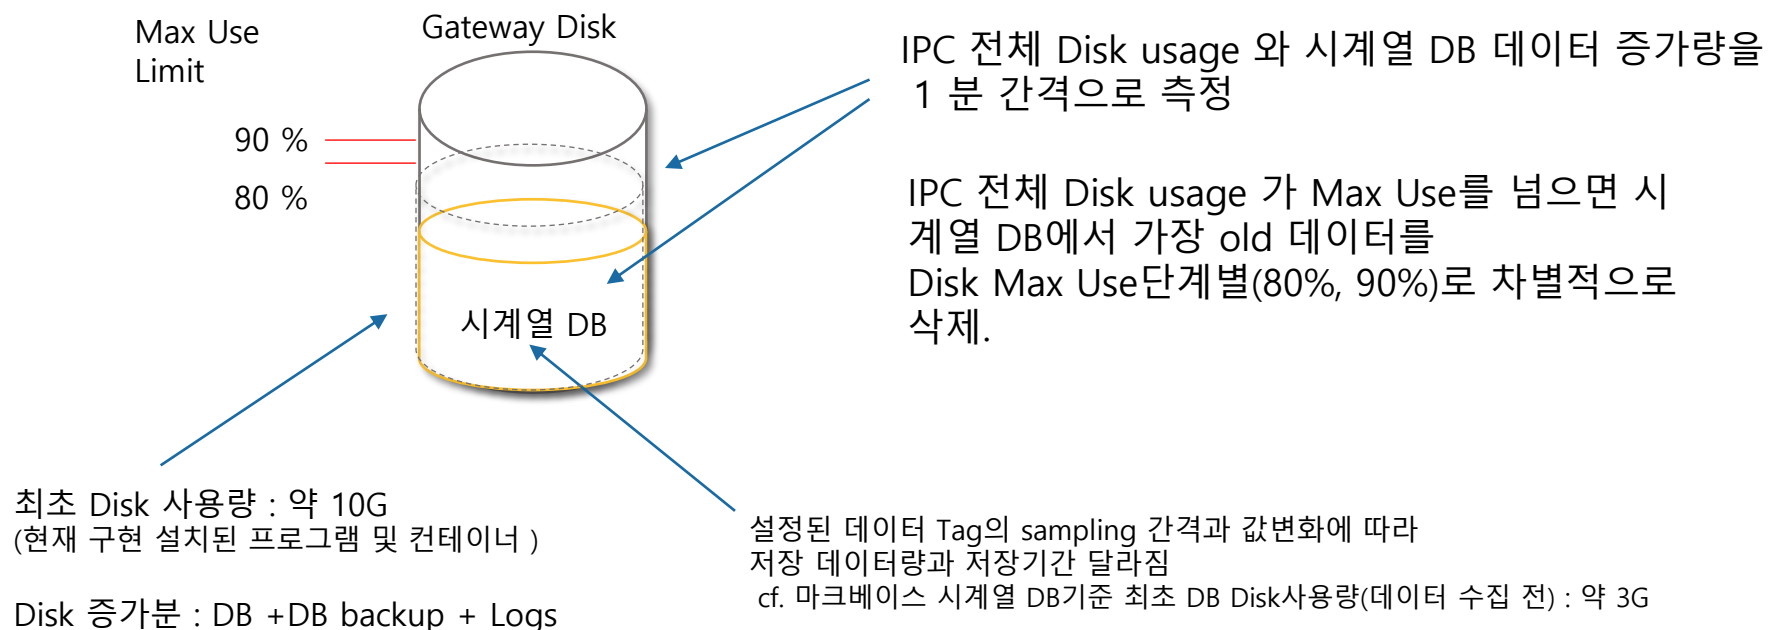 Max Use
Limit
Gateway Disk
90 %
80 %
시계열 DB
IPC 전체 Disk usage 와 시계열 DB 데이터 증가량을
1 분 간격으로 측정
IPC 전체 Disk usage 가 Max Use를 넘으면 시
계열 DB에서 가장 old 데이터를
Disk Max Use단계별(80%, 90%)로 차별적으로
삭제.
최초 Disk 사용량 : 약 10G
(현재 구현 설치된 프로그램 및 컨테이너 )
Disk 증가분 : DB +DB backup + Logs
설정된 데이터 Tag의 sampling 간격과 값변화에 따라
저장 데이터량과 저장기간 달라짐
cf. 마크베이스 시계열 DB기준 최초 DB Disk사용량(데이터 수집 전) : 약 3G